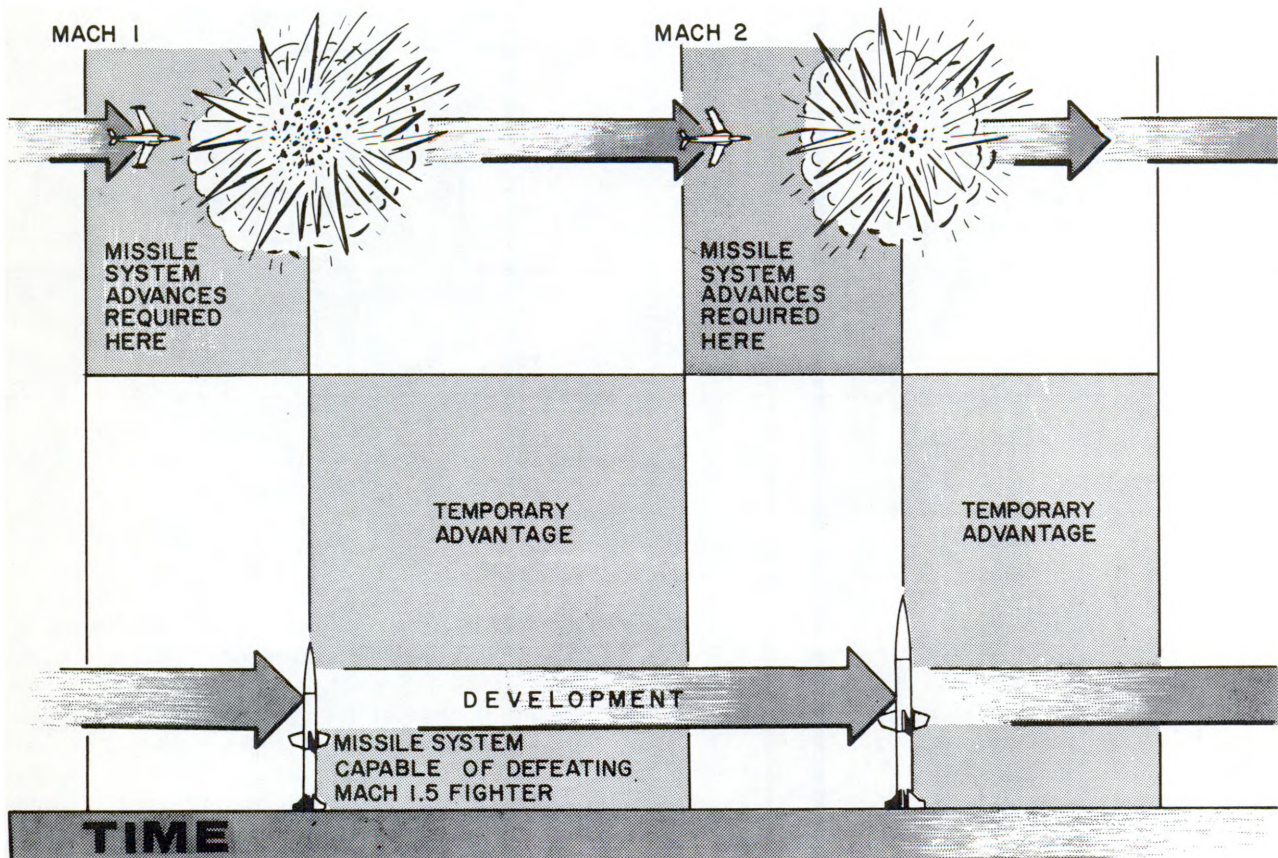 MACH 1
MACH 2
MISSILE
SYSTEM
ADVANCES
REQUIRED
HERE
MISSILE
SYSTEM
ADVANCES
REQUIRED
HERE
TEMPORARY
ADVANTAGE
TEMPORARY
ADVANTAGE
DEVELOPMENT
MISSILE SYSTEM
CAPABLE OF DEFEATING
MACH 1.5 FIGHTER
TIME